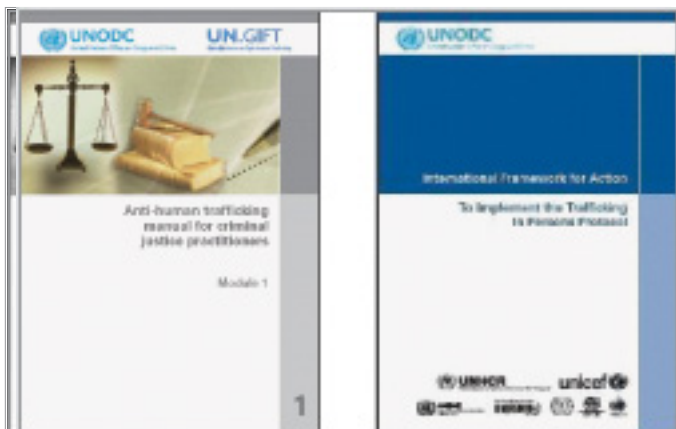 UNODC
UN.GIFT
Anti-human trafficking
manual for criminal
justice practitioners
Module 1
1
UNODC
International Framework for Action
To Implement the Trafficking
in Persons Protocol
UNHCR
unicef